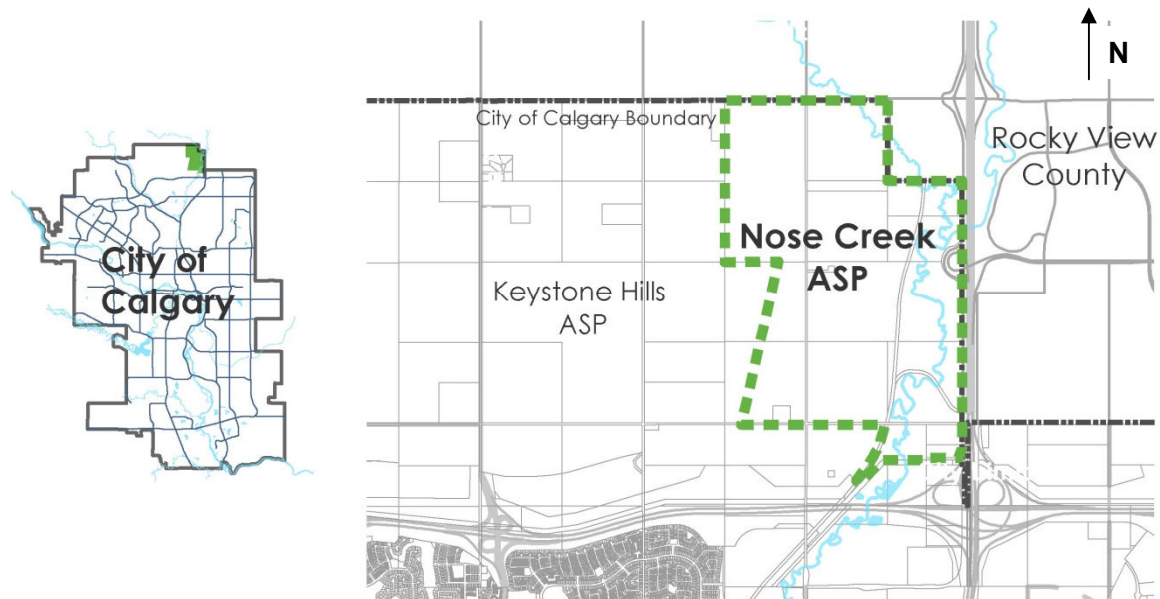 City of
Calgary
N
City of Calgary Boundary
Rocky View
County
Nose Creek
ASP
Keystone Hills
ASP